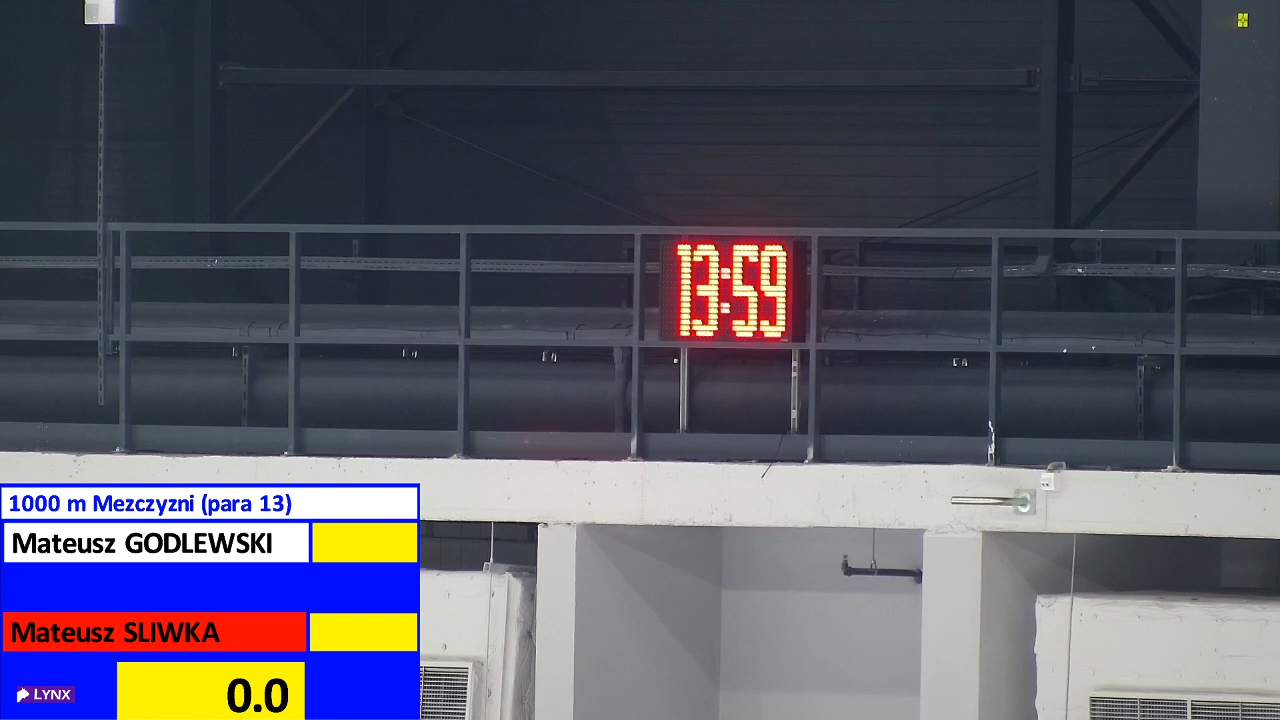 13:59
1000 m Mezczyzni (para 13)
Mateusz GODLEWSKI
Mateusz SLIWKA
LYNX
0.0